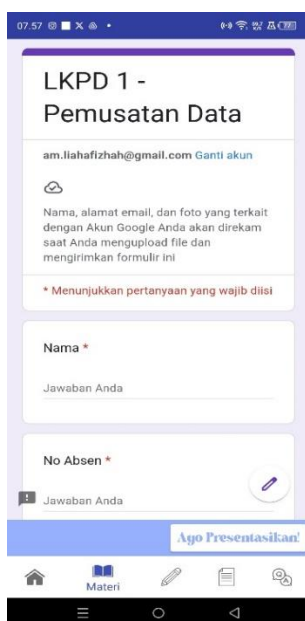 07.57
LKPD 1 -
Pemusatan Data
am.liahafizhah@gmail.com Ganti akun
Nama, alamat email, dan foto yang terkait
dengan Akun Google Anda akan direkam
saat Anda mengupload file dan
mengirimkan formulir ini
* Menunjukkan pertanyaan yang wajib diisi
Nama *
Jawaban Anda
No Absen *
Jawaban Anda
Ayo Presentasikan!
Materi